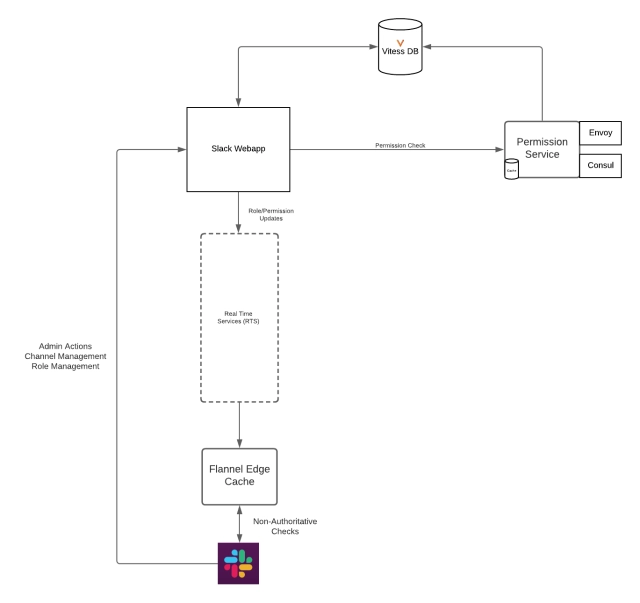 Vitess DB
Slack Webapp
Permission Check
Permission
Service
Envoy
Consul
Cache
Role/Permission
Updates
Real Time
Services (RTS)
Admin Actions
Channel Management
Role Management
Flannel Edge
Cache
Non-Authoritative
Checks